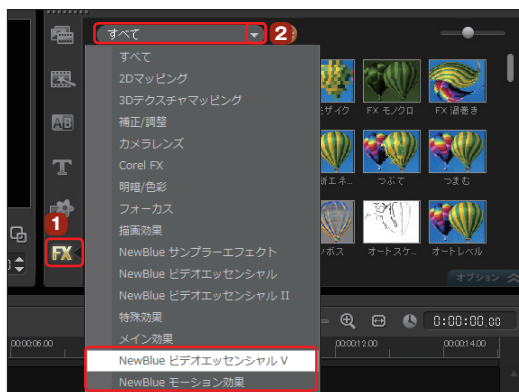 すべて
2
すべて
2Dマッピング
3Dテクスチャマッピング
補正/調整
カメラレンズ
Corel FX
明暗/色彩
フォーカス
描画効果
NewBlue サンプラーエフェクト
NewBlue ビデオエッセンシャル
NewBlue ビデオエッセンシャル II
特殊効果
メイン効果
NewBlue ビデオエッセンシャル V
NewBlue モーション効果
AB
T
1
FX
モザイク
FX モノクロ
FX 渦巻き
つぶて
つまむ
オートスケ..
オートレベル
オプション
0:00:00.00
00:00:06.00
00:00:12.00
00:00:14.00